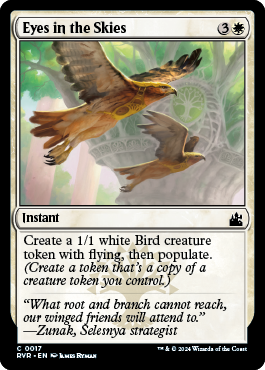 Eyes in the Skies 3
Instant
Create a 1/1 white Bird creature
token with flying, then populate.
(Create a token that's a copy of a
creature token you control.)
“What root and branch cannot reach,
our winged friends will attend to.”
—Zunak, Selesnya strategist
C 0017
RVR • EN James Ryman
™ & © 2024 Wizards of the Coast